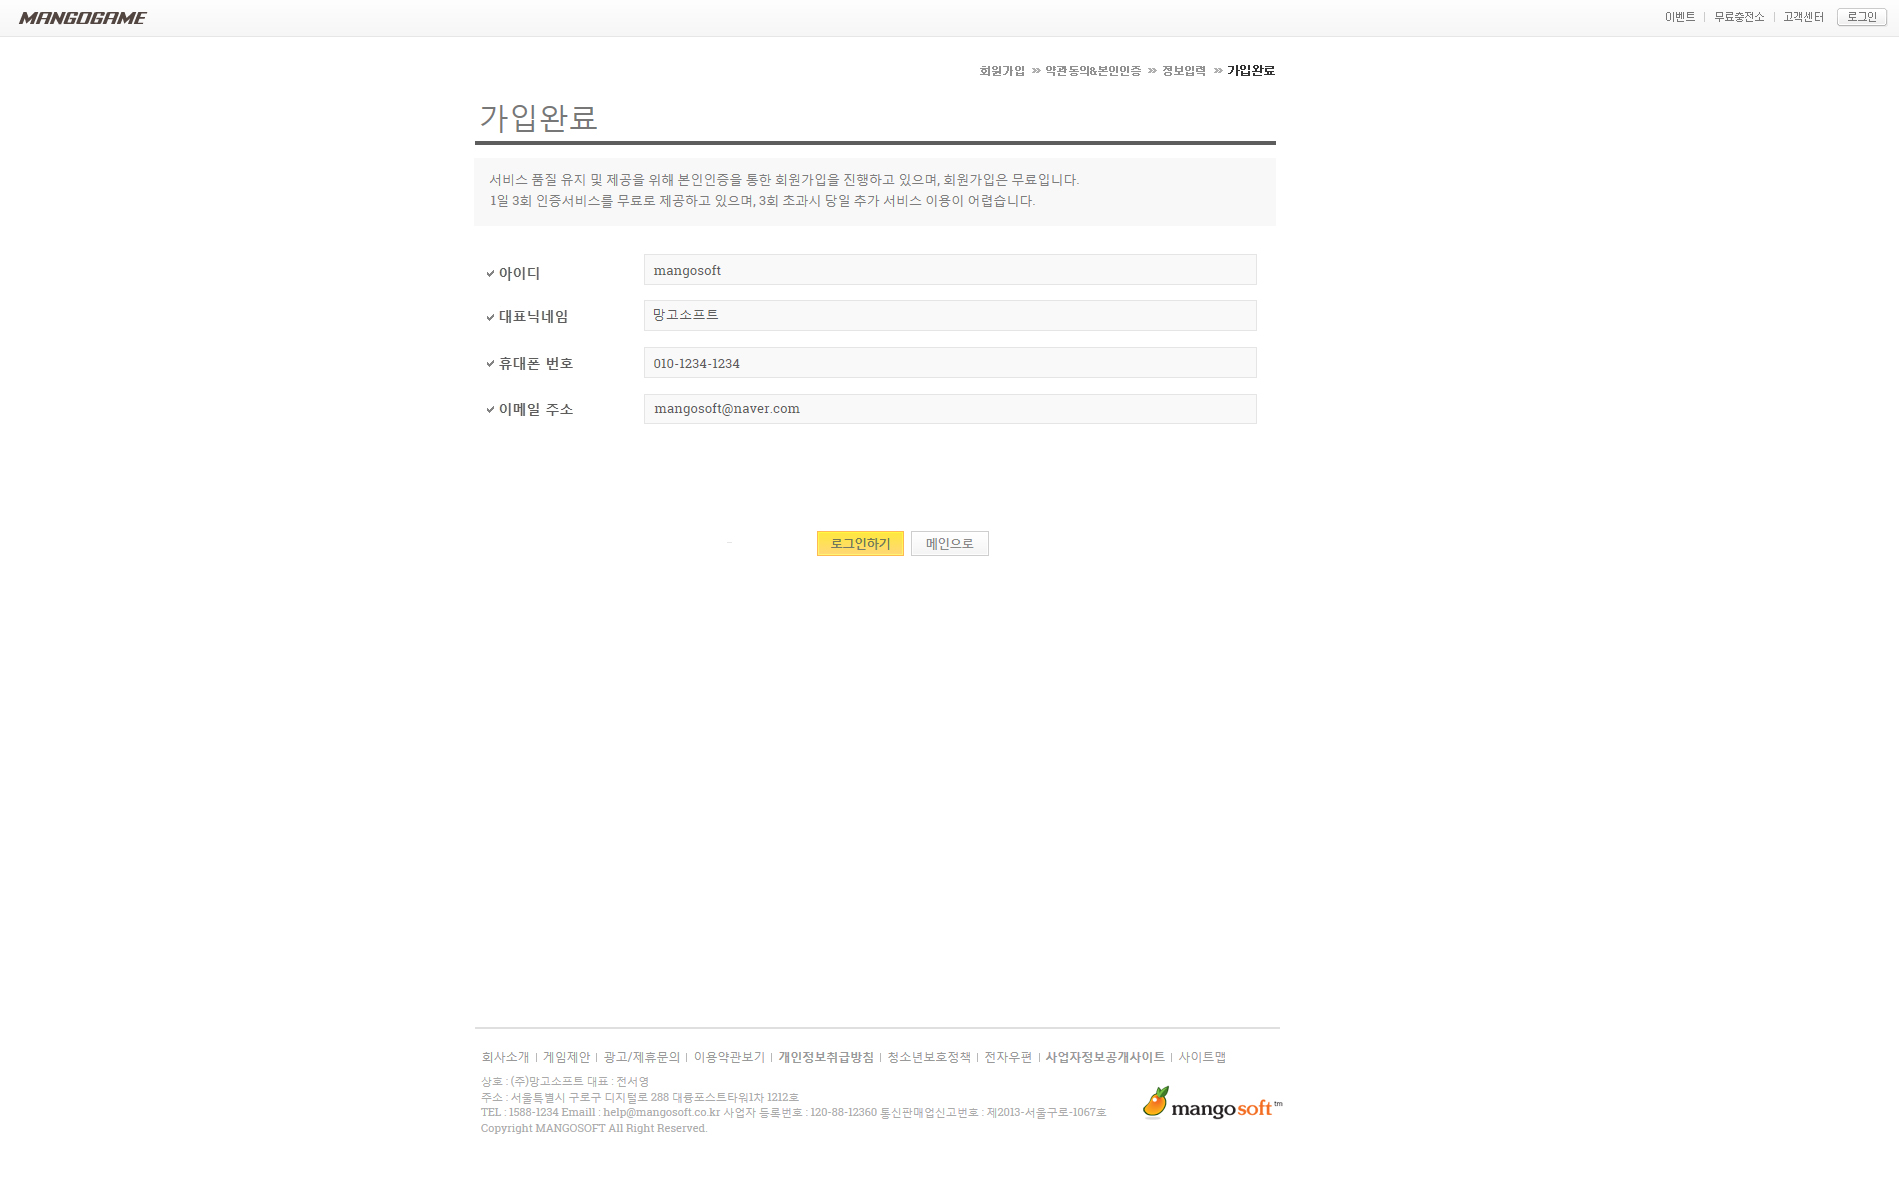 MANGOGAME
이벤트 | 무료충전소 | 고객센터 로그인
회원가입 » 약관동의&본인인증 » 정보입력 » 가입완료
가입완료
서비스 품질 유지 및 제공을 위해 본인인증을 통한 회원가입을 진행하고 있으며, 회원가입은 무료입니다.
1일 3회 인증서비스를 무료로 제공하고 있으며, 3회 초과시 당일 추가 서비스 이용이 어렵습니다.
아이디 mangosoft
대표닉네임 망고소프트
휴대폰 번호 010-1234-1234
이메일 주소 mangosoft@naver.com
로그인하기 메인으로
회사소개 | 게임제안 | 광고/제휴문의 | 이용약관보기 | 개인정보취급방침 | 청소년보호정책 | 전자우편 | 사업자정보공개사이트 | 사이트맵
상호 : (주)망고소프트 대표 : 전서영
주소 : 서울특별시 구로구 디지털로 288 대륭포스트타워1차 1212호
TEL : 1588-1234 Emaill : help@mangosoft.co.kr 사업자 등록번호 : 120-88-12360 통신판매업신고번호 : 제2013-서울구로-1067호
Copyright MANGOSOFT All Right Reserved.
mangosoft tm